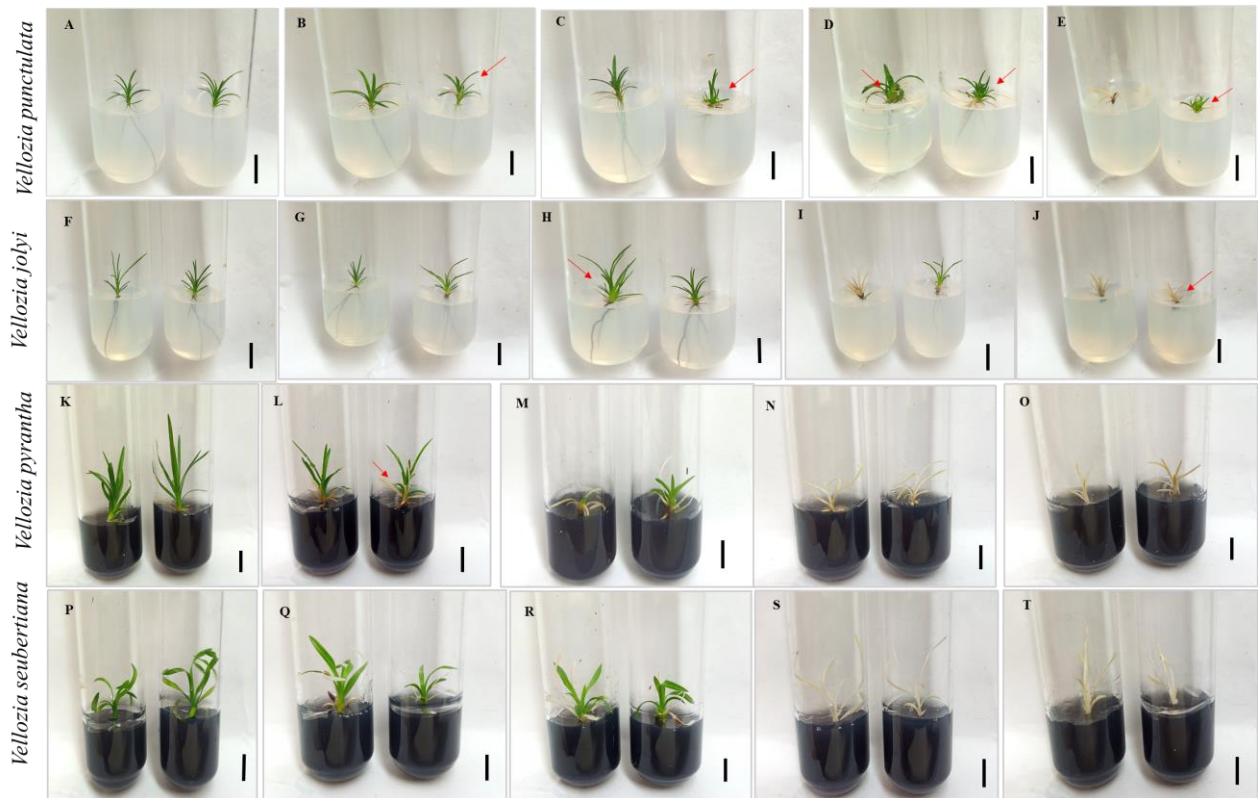 Vellozia punctulata
A
B
C
D
E
Vellozia jolyi
F
G
H
I
J
Vellozia pyrantha
K
L
M
N
O
Vellozia seubertiana
P
Q
R
S
T